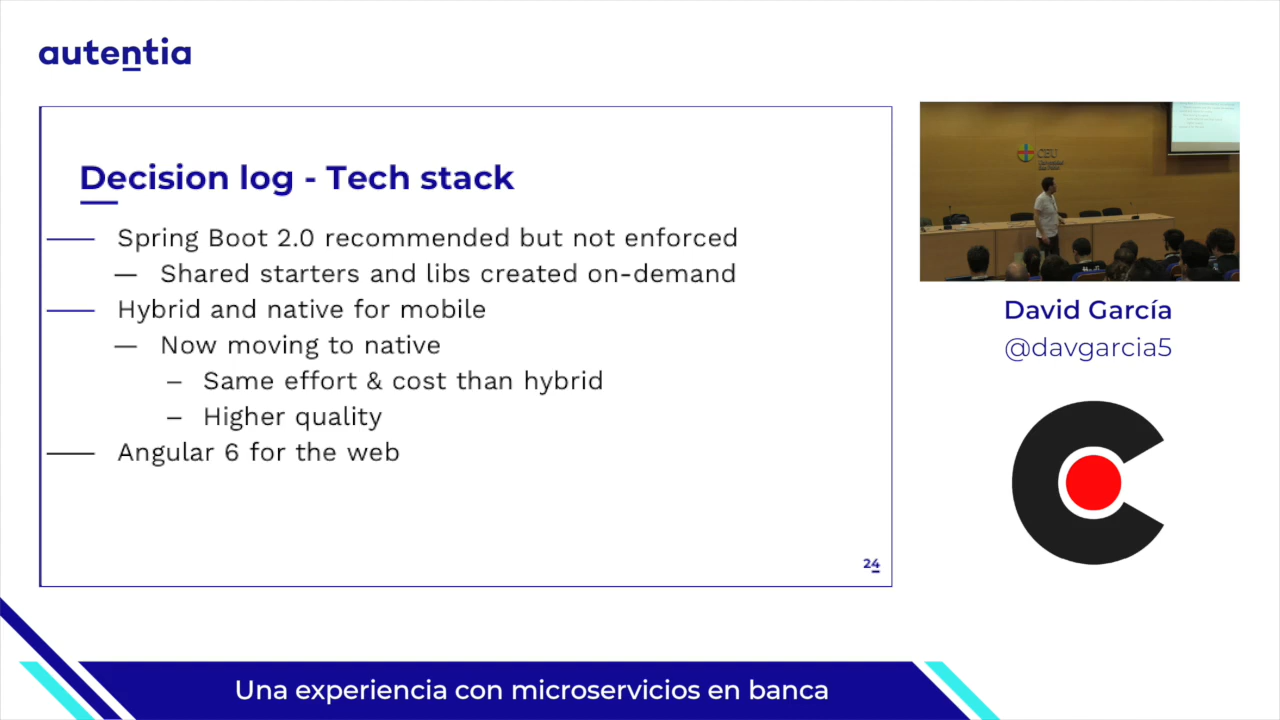 autentia
Decision log - Tech stack
Spring Boot 2.0 recommended but not enforced
Shared starters and libs created on-demand
Hybrid and native for mobile
Now moving to native
Same effort & cost than hybrid
Higher quality
Angular 6 for the web
24
CEU
David García
@davgarcia5
Una experiencia con microservicios en banca